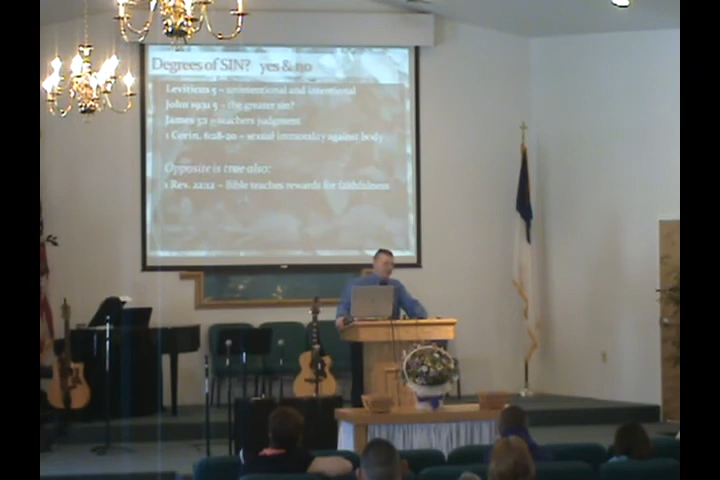 Degrees of SIN? yes & no
Leviticus 5 – unintentional and intentional
John 19:1 – the greater sin?
James 3:1 – teachers judgment
1 Corin. 6:18-20 – sexual immorality against body
Opposite is true also:
1 Rev. 22:12 – Bible teaches rewards for faithfulness